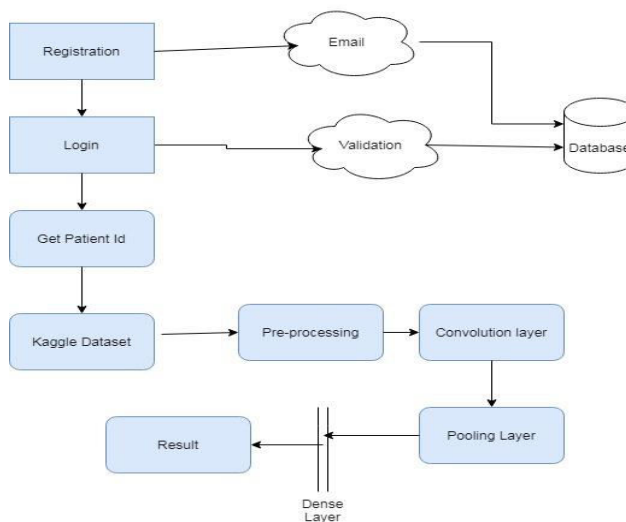 Registration
Email
Login
Validation
Database
Get Patient Id
Kaggle Dataset
Pre-processing
Convolution layer
Result
Pooling Layer
Dense
Layer